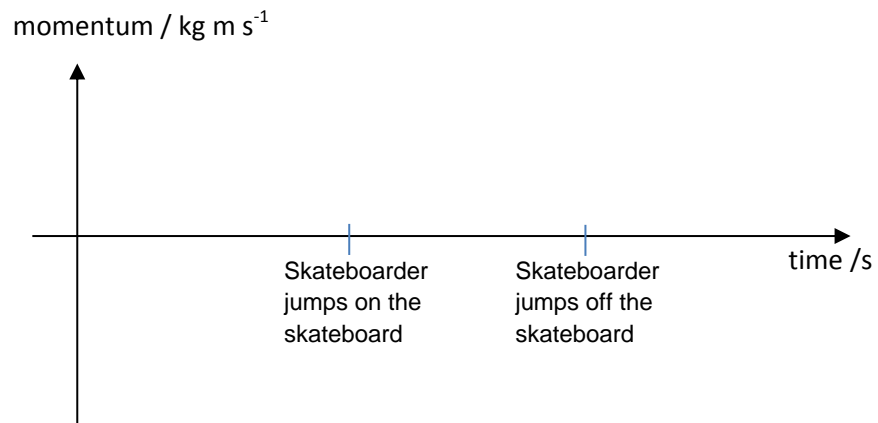 momentum / kg m s⁻¹
time /s
Skateboarder
jumps on the
skateboard
Skateboarder
jumps off the
skateboard